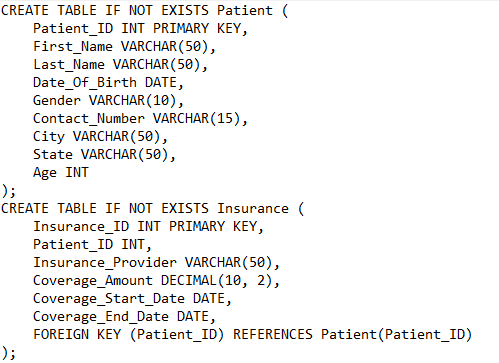 CREATE TABLE IF NOT EXISTS Patient (
    Patient_ID INT PRIMARY KEY,
    First_Name VARCHAR(50),
    Last_Name VARCHAR(50),
    Date_Of_Birth DATE,
    Gender VARCHAR(10),
    Contact_Number VARCHAR(15),
    City VARCHAR(50),
    State VARCHAR(50),
    Age INT
);
CREATE TABLE IF NOT EXISTS Insurance (
    Insurance_ID INT PRIMARY KEY,
    Patient_ID INT,
    Insurance_Provider VARCHAR(50),
    Coverage_Amount DECIMAL(10, 2),
    Coverage_Start_Date DATE,
    Coverage_End_Date DATE,
    FOREIGN KEY (Patient_ID) REFERENCES Patient(Patient_ID)
);